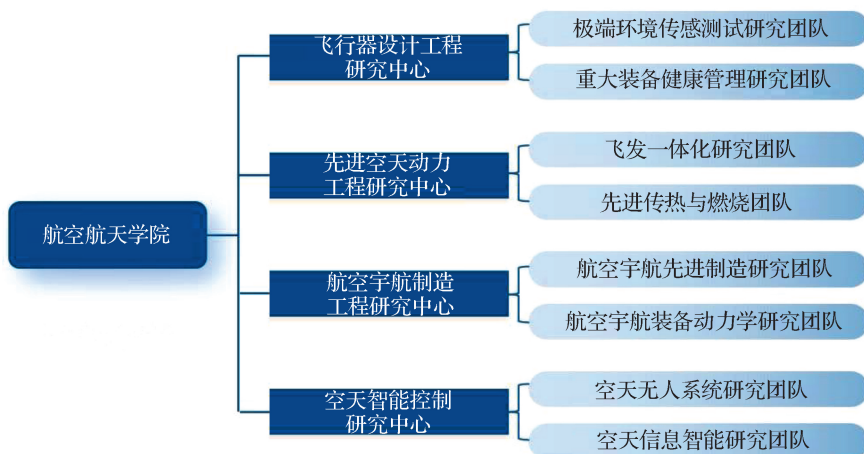 航空航天学院
飞行器设计工程
研究中心
极端环境传感测试研究团队
重大装备健康管理研究团队
先进空天动力
工程研究中心
飞发一体化研究团队
先进传热与燃烧团队
航空宇航制造
工程研究中心
航空宇航先进制造研究团队
航空宇航装备动力学研究团队
空天智能控制
研究中心
空天无人系统研究团队
空天信息智能研究团队